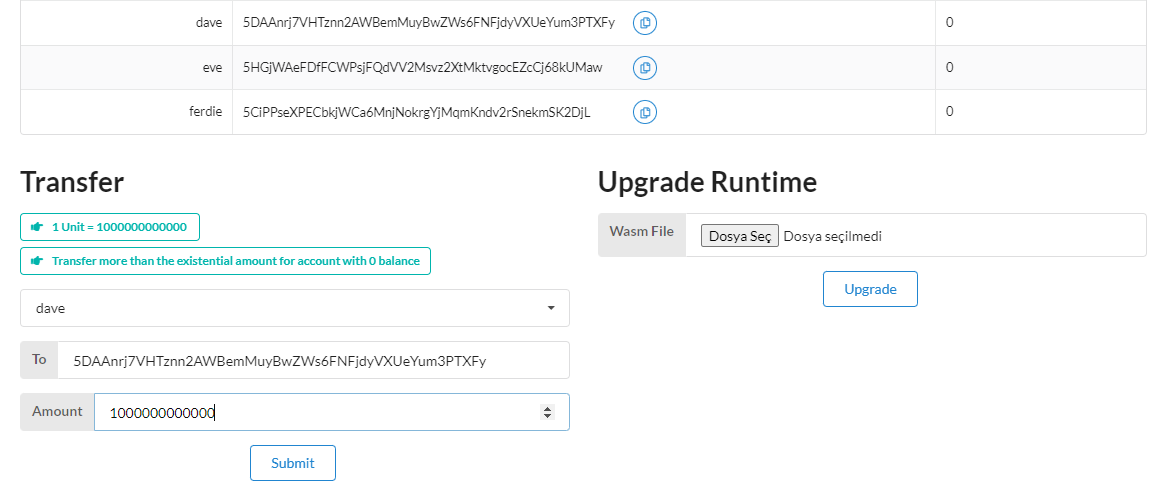 dave 5DAAnrj7VHTznn2AWBemMuyBwZWs6FNFjdyVXUeYum3PTXFy 0
eve 5HGjWAeFDfFCWPsjFQdVV2Msvz2XtMktvgocEZcCj68kUMaw 0
ferdie 5CiPPseXPECbkjWCa6MnjNokrgYjMqmKndv2rSnekmSK2DjL 0
Transfer
1 Unit = 1000000000000
Transfer more than the existential amount for account with 0 balance
dave
To 5DAAnrj7VHTznn2AWBemMuyBwZWs6FNFjdyVXUeYum3PTXFy
Amount 1000000000000
Submit
Upgrade Runtime
Wasm File Dosya Seç Dosya seçilmedi
Upgrade